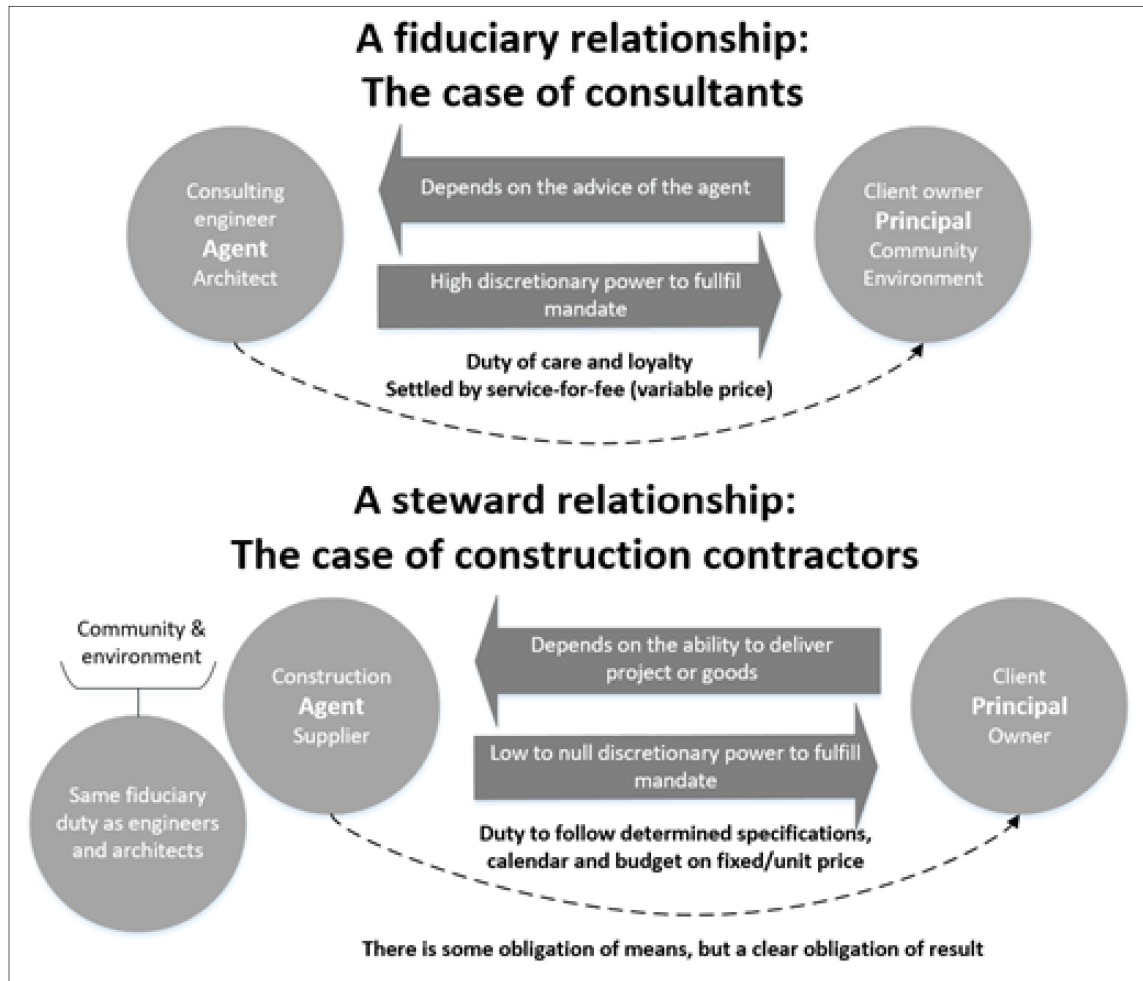 A fiduciary relationship:
The case of consultants
Consulting
engineer
Agent
Architect
Depends on the advice of the agent
High discretionary power to fullfil
mandate
Client owner
Principal
Community
Environment
Duty of care and loyalty
Settled by service-for-fee (variable price)
A steward relationship:
The case of construction contractors
Community &
environment
Same fiduciary
duty as engineers
and architects
Construction
Agent
Supplier
Depends on the ability to deliver
project or goods
Low to null discretionary power to fulfill
mandate
Client
Principal
Owner
Duty to follow determined specifications,
calendar and budget on fixed/unit price
There is some obligation of means, but a clear obligation of result